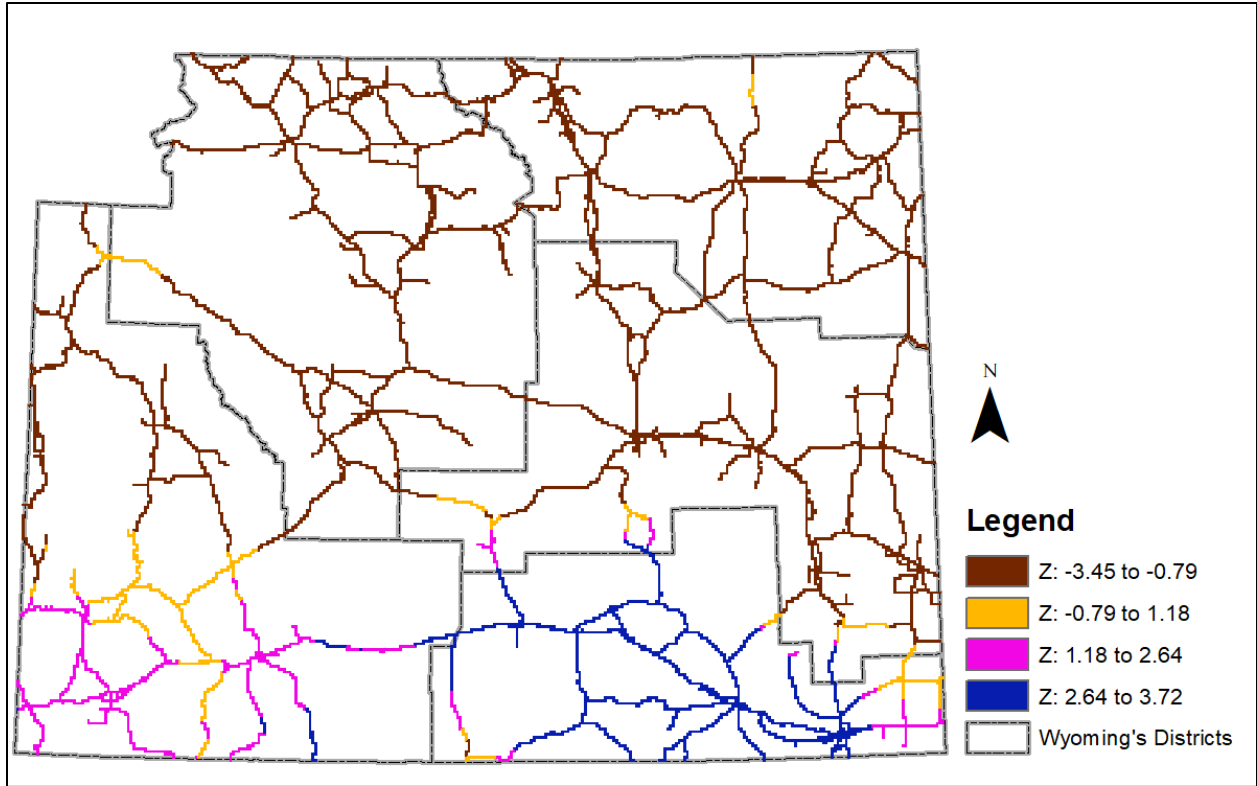 N
Legend
Z: -3.45 to -0.79
Z: -0.79 to 1.18
Z: 1.18 to 2.64
Z: 2.64 to 3.72
Wyoming's Districts